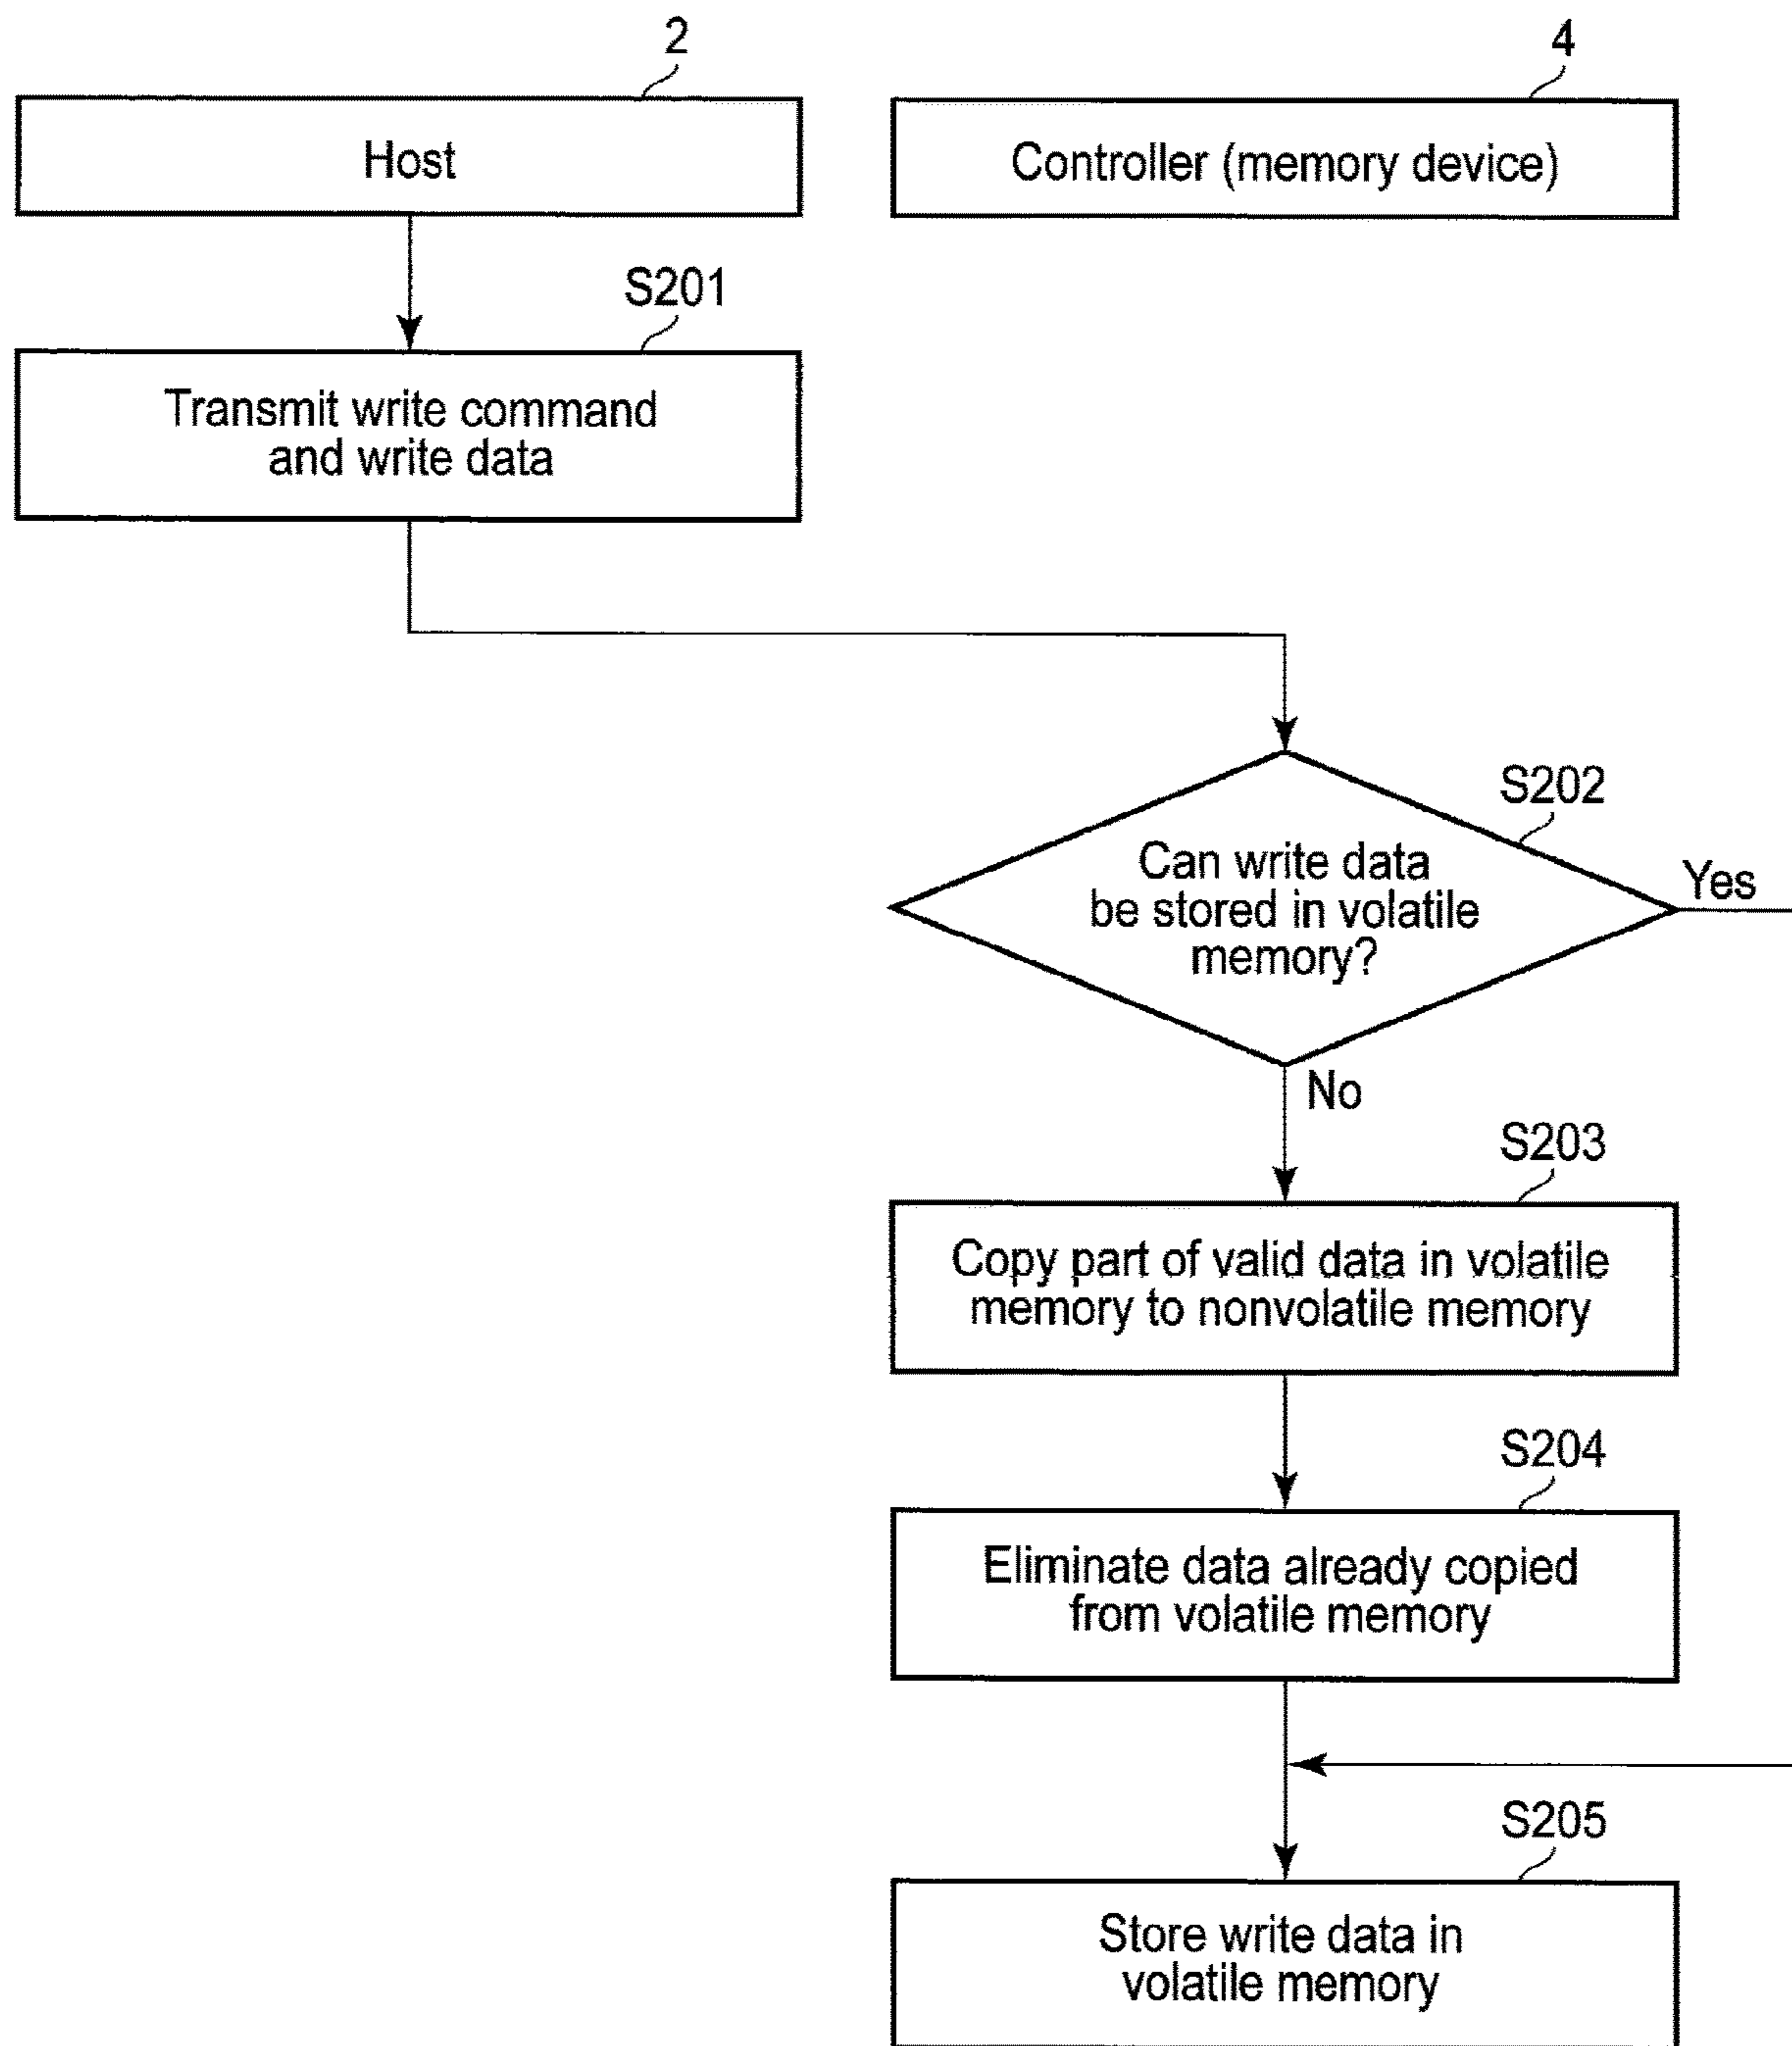 2
4
Host
Controller (memory device)
S201
Transmit write command
and write data
S202
Can write data
be stored in volatile
memory?
Yes
No
S203
Copy part of valid data in volatile
memory to nonvolatile memory
S204
Eliminate data already copied
from volatile memory
S205
Store write data in
volatile memory